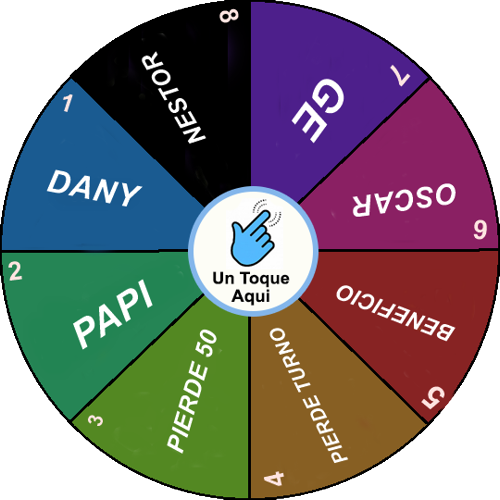 1
DANY
2
PAPI
3
PIERDE 50
4
PIERDE TURNO
5
BENEFICIO
6
OSCAR
7
GE
8
NESTOR
Un Toque
Aqui